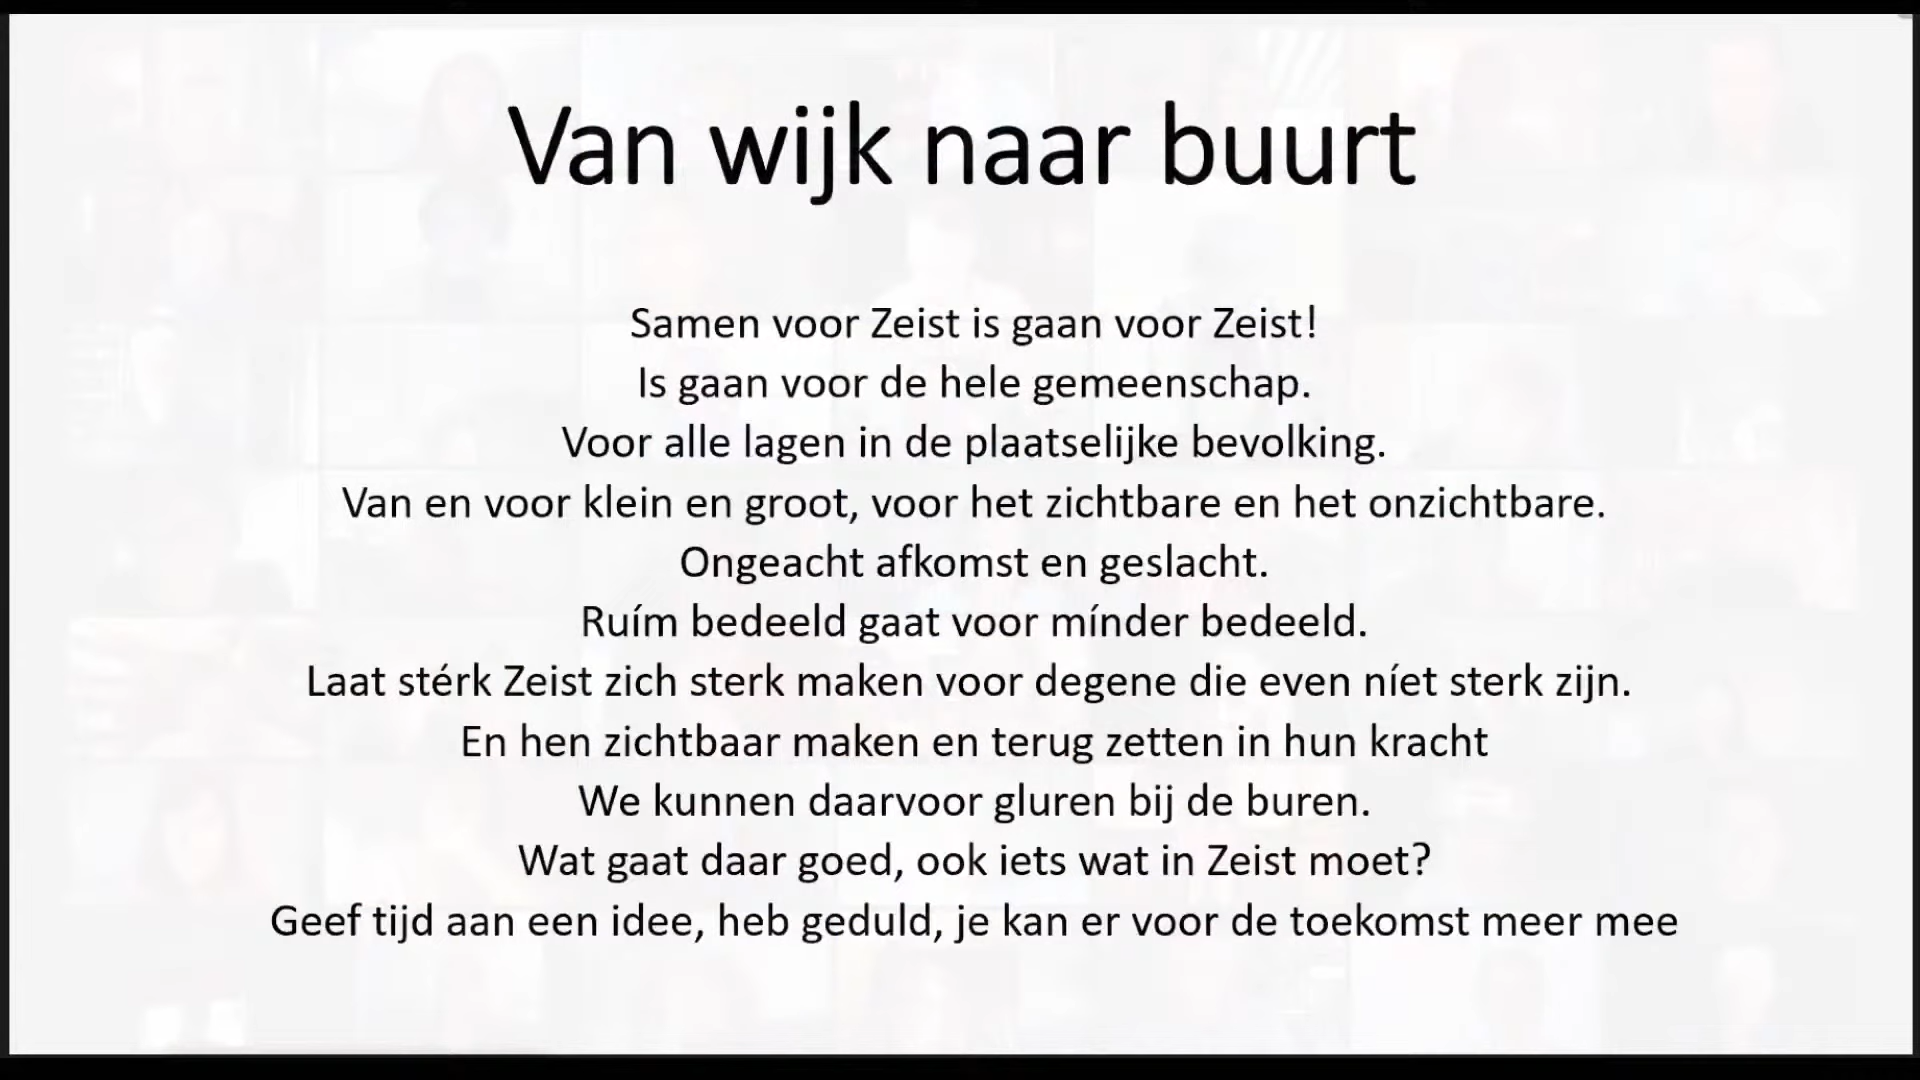 Van wijk naar buurt
Samen voor Zeist is gaan voor Zeist!
Is gaan voor de hele gemeenschap.
Voor alle lagen in de plaatselijke bevolking.
Van en voor klein en groot, voor het zichtbare en het onzichtbare.
Ongeacht afkomst en geslacht.
Ruím bedeeld gaat voor mínder bedeeld.
Laat stérk Zeist zich sterk maken voor degene die even níet sterk zijn.
En hen zichtbaar maken en terug zetten in hun kracht
We kunnen daarvoor gluren bij de buren.
Wat gaat daar goed, ook iets wat in Zeist moet?
Geef tijd aan een idee, heb geduld, je kan er voor de toekomst meer mee